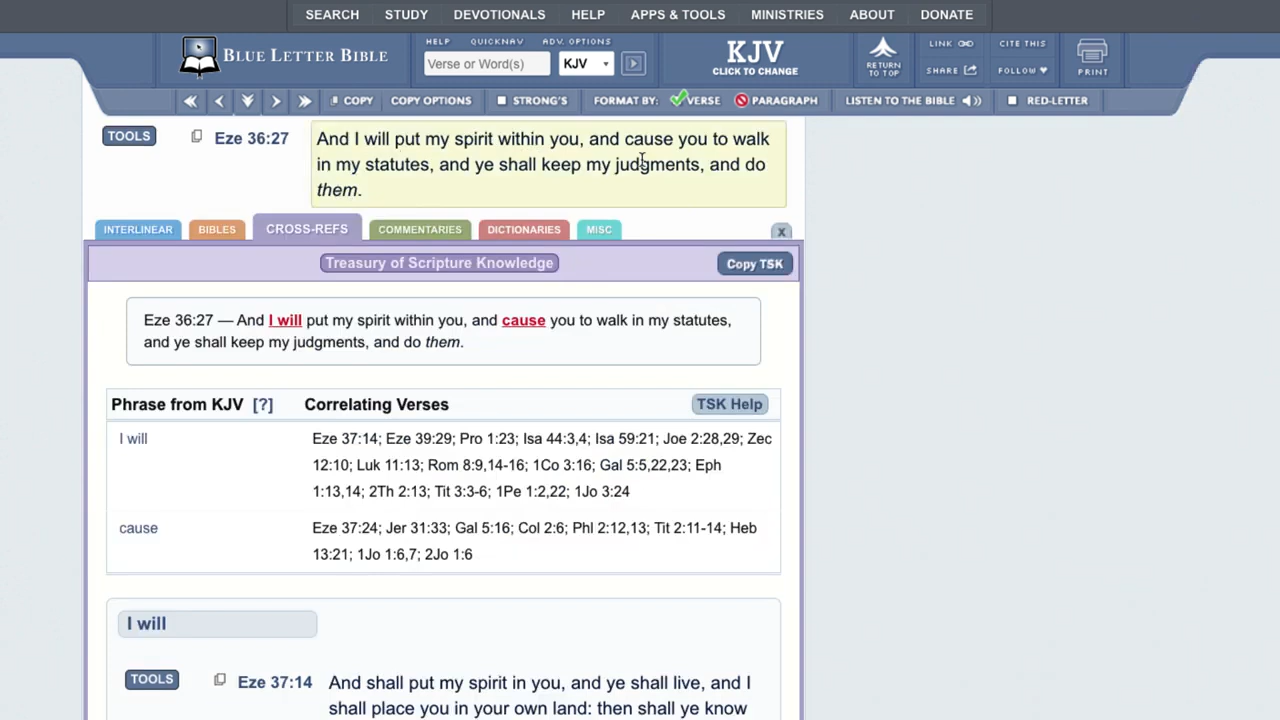 SEARCH STUDY DEVOTIONALS HELP APPS & TOOLS MINISTRIES ABOUT DONATE
BLUE LETTER BIBLE
HELP QUICKNAV ADV. OPTIONS
Verse or Word(s) KJV
KJV
CLICK TO CHANGE
RETURN
TO TOP
LINK
SHARE
CITE THIS
FOLLOW
PRINT
COPY COPY OPTIONS STRONG'S FORMAT BY: VERSE PARAGRAPH LISTEN TO THE BIBLE RED-LETTER
TOOLS Eze 36:27 And I will put my spirit within you, and cause you to walk
in my statutes, and ye shall keep my judgments, and do
them.
INTERLINEAR BIBLES CROSS-REFS COMMENTARIES DICTIONARIES MISC X
Treasury of Scripture Knowledge Copy TSK
Eze 36:27 — And I will put my spirit within you, and cause you to walk in my statutes,
and ye shall keep my judgments, and do them.
Phrase from KJV [?] Correlating Verses TSK Help
I will Eze 37:14; Eze 39:29; Pro 1:23; Isa 44:3,4; Isa 59:21; Joe 2:28,29; Zec
12:10; Luk 11:13; Rom 8:9,14-16; 1Co 3:16; Gal 5:5,22,23; Eph
1:13,14; 2Th 2:13; Tit 3:3-6; 1Pe 1:2,22; 1Jo 3:24
cause Eze 37:24; Jer 31:33; Gal 5:16; Col 2:6; Phl 2:12,13; Tit 2:11-14; Heb
13:21; 1Jo 1:6,7; 2Jo 1:6
I will
TOOLS Eze 37:14 And shall put my spirit in you, and ye shall live, and I
shall place you in your own land: then shall ye know